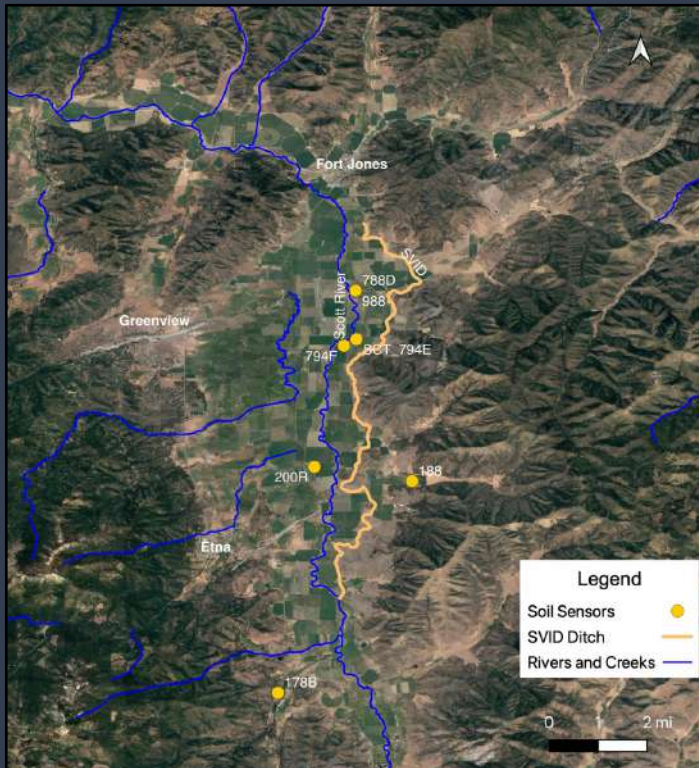 Fort Jones
SVID
788D
988
Scott River
Greenview
794F
SCT_794E
188
200R
Etna
Legend
Soil Sensors
SVID Ditch
Rivers and Creeks
178B
0 1 2 mi